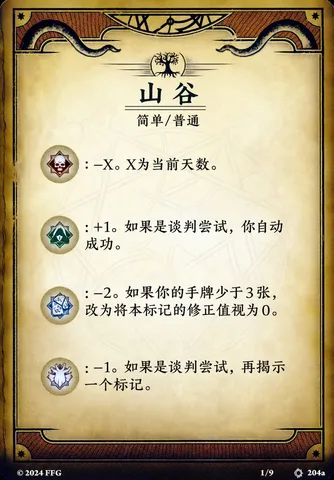 山谷
简单/普通
：–X。X为当前天数。
：+1。如果是谈判尝试，你自动
成功。
：–2。如果你的手牌少于3张，
改为将本标记的修正值视为0。
：–1。如果是谈判尝试，再揭示
一个标记。
© 2024 FFG
1/9
204a